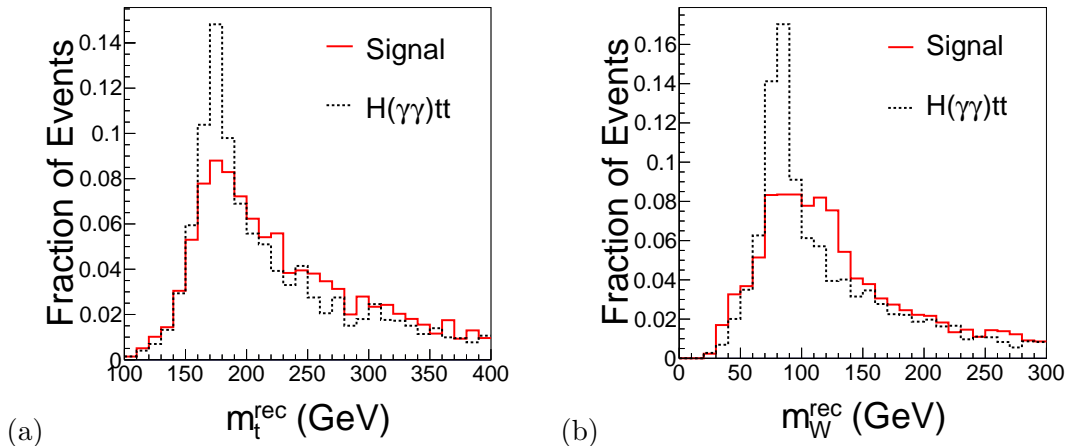 Fraction of Events
0.14
0.12
0.1
0.08
0.06
0.04
0.02
0
Signal
H(γγ)tt
100 150 200 250 300 350 400
m_t^rec (GeV)
(a)
Fraction of Events
0.16
0.14
0.12
0.1
0.08
0.06
0.04
0.02
0
Signal
H(γγ)tt
0 50 100 150 200 250 300
m_W^rec (GeV)
(b)